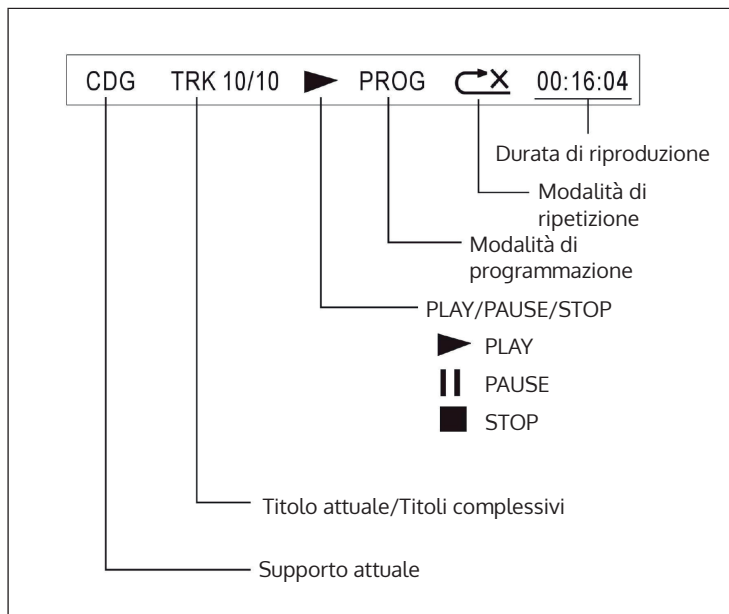 CDG TRK 10/10 PROG 00:16:04
Durata di riproduzione
Modalità di
ripetizione
Modalità di
programmazione
PLAY/PAUSE/STOP
PLAY
PAUSE
STOP
Titolo attuale/Titoli complessivi
Supporto attuale